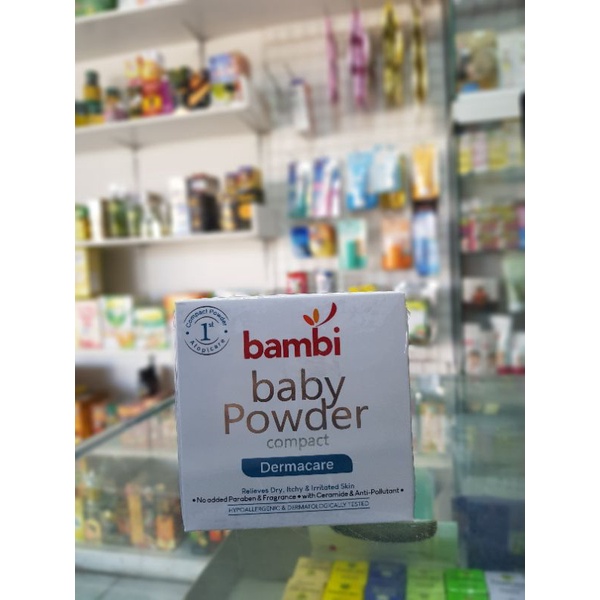 Compact Powder
1st
Atopicare
bambi
baby
Powder
compact
Dermacare
Relieves Dry, Itchy & Irritated Skin
• No added Paraben & Fragrance • with Ceramide & Anti-Pollutant •
HYPOALLERGENIC & DERMATOLOGICALLY TESTED